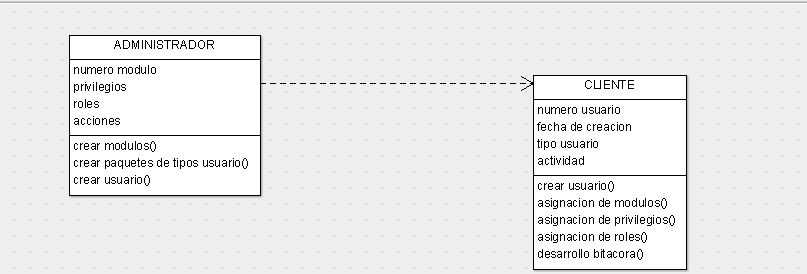 ADMINISTRADOR
numero modulo
privilegios
roles
acciones
crear modulos()
crear paquetes de tipos usuario()
crear usuario()
CLIENTE
numero usuario
fecha de creacion
tipo usuario
actividad
crear usuario()
asignacion de modulos()
asignacion de privilegios()
asignacion de roles()
desarrollo bitacora()